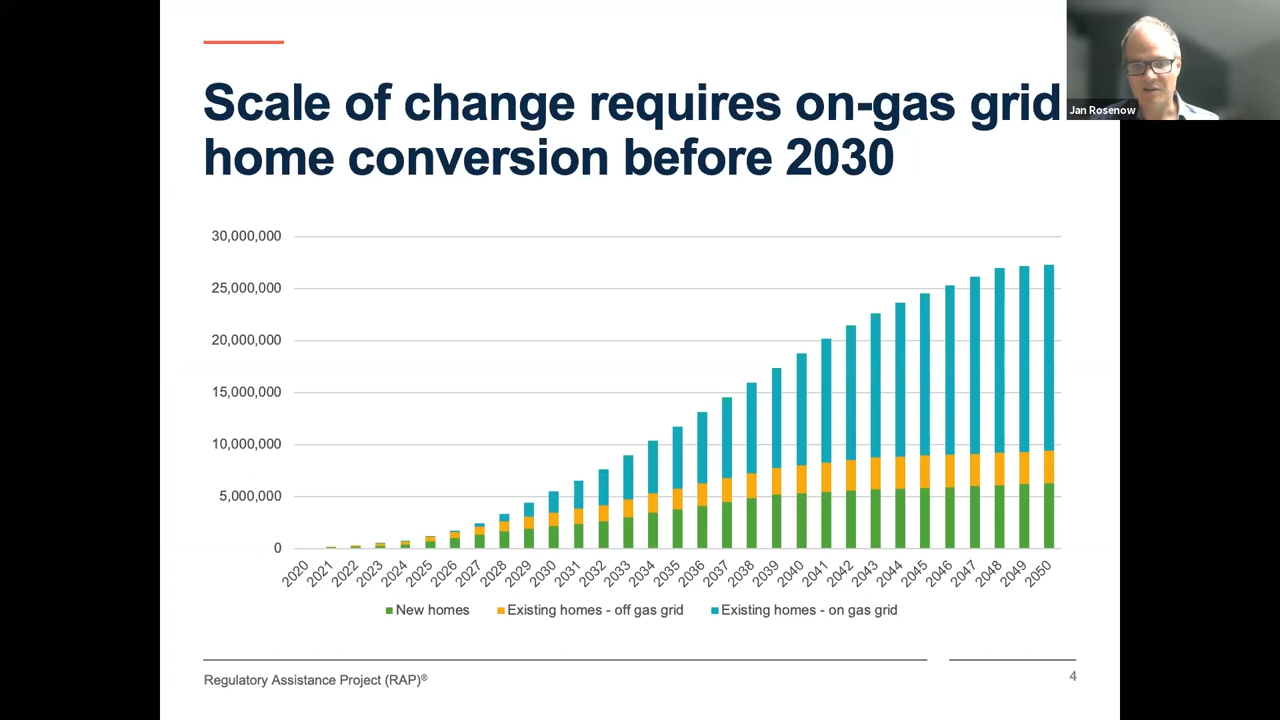 Scale of change requires on-gas grid
home conversion before 2030
Jan Rosenow
30,000,000
25,000,000
20,000,000
15,000,000
10,000,000
5,000,000
0
2020 2021 2022 2023 2024 2025 2026 2027 2028 2029 2030 2031 2032 2033 2034 2035 2036 2037 2038 2039 2040 2041 2042 2043 2044 2045 2046 2047 2048 2049 2050
New homes Existing homes - off gas grid Existing homes - on gas grid
Regulatory Assistance Project (RAP)®
4